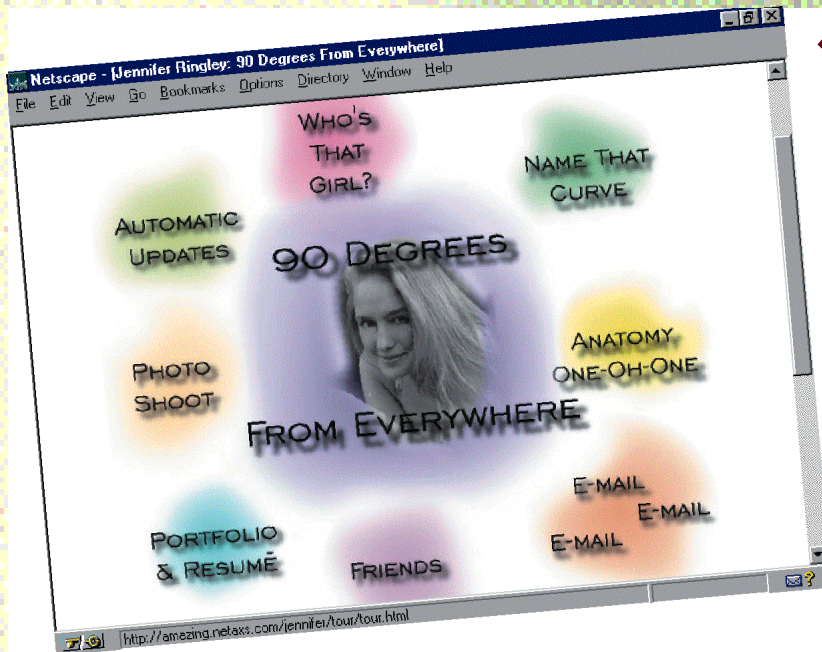 Netscape - [Jennifer Ringley: 90 Degrees From Everywhere]
File Edit View Go Bookmarks Options Directory Window Help
WHO'S
THAT
GIRL?
NAME THAT
CURVE
AUTOMATIC
UPDATES
90 DEGREES
ANATOMY
ONE-OH-ONE
PHOTO
SHOOT
FROM EVERYWHERE
E-MAIL
E-MAIL
E-MAIL
PORTFOLIO
& RESUMĒ
FRIENDS
http://amazing.netaxs.com/jennifer/tour/tour.html